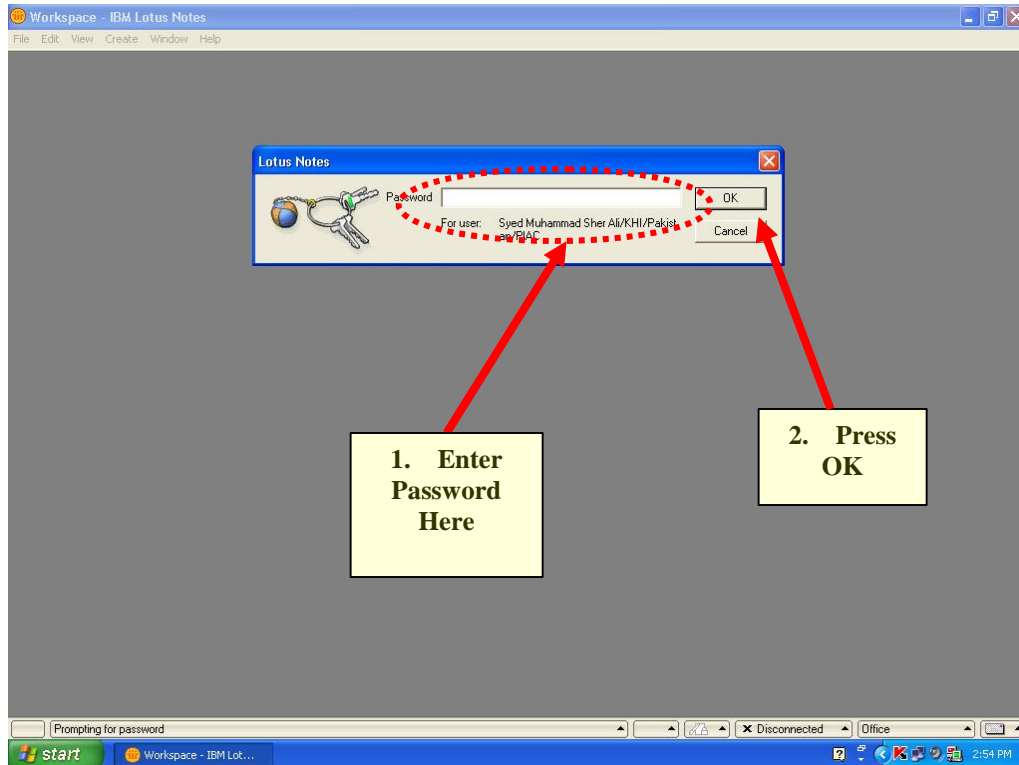 Workspace - IBM Lotus Notes
File Edit View Create Window Help
Lotus Notes
Password
OK
For user: Syed Muhammad Sher Ali/KHI/Pakist
an/PIAC
Cancel
1. Enter
Password
Here
2. Press
OK
Prompting for password
Disconnected
Office
start
Workspace - IBM Lot...
2:54 PM